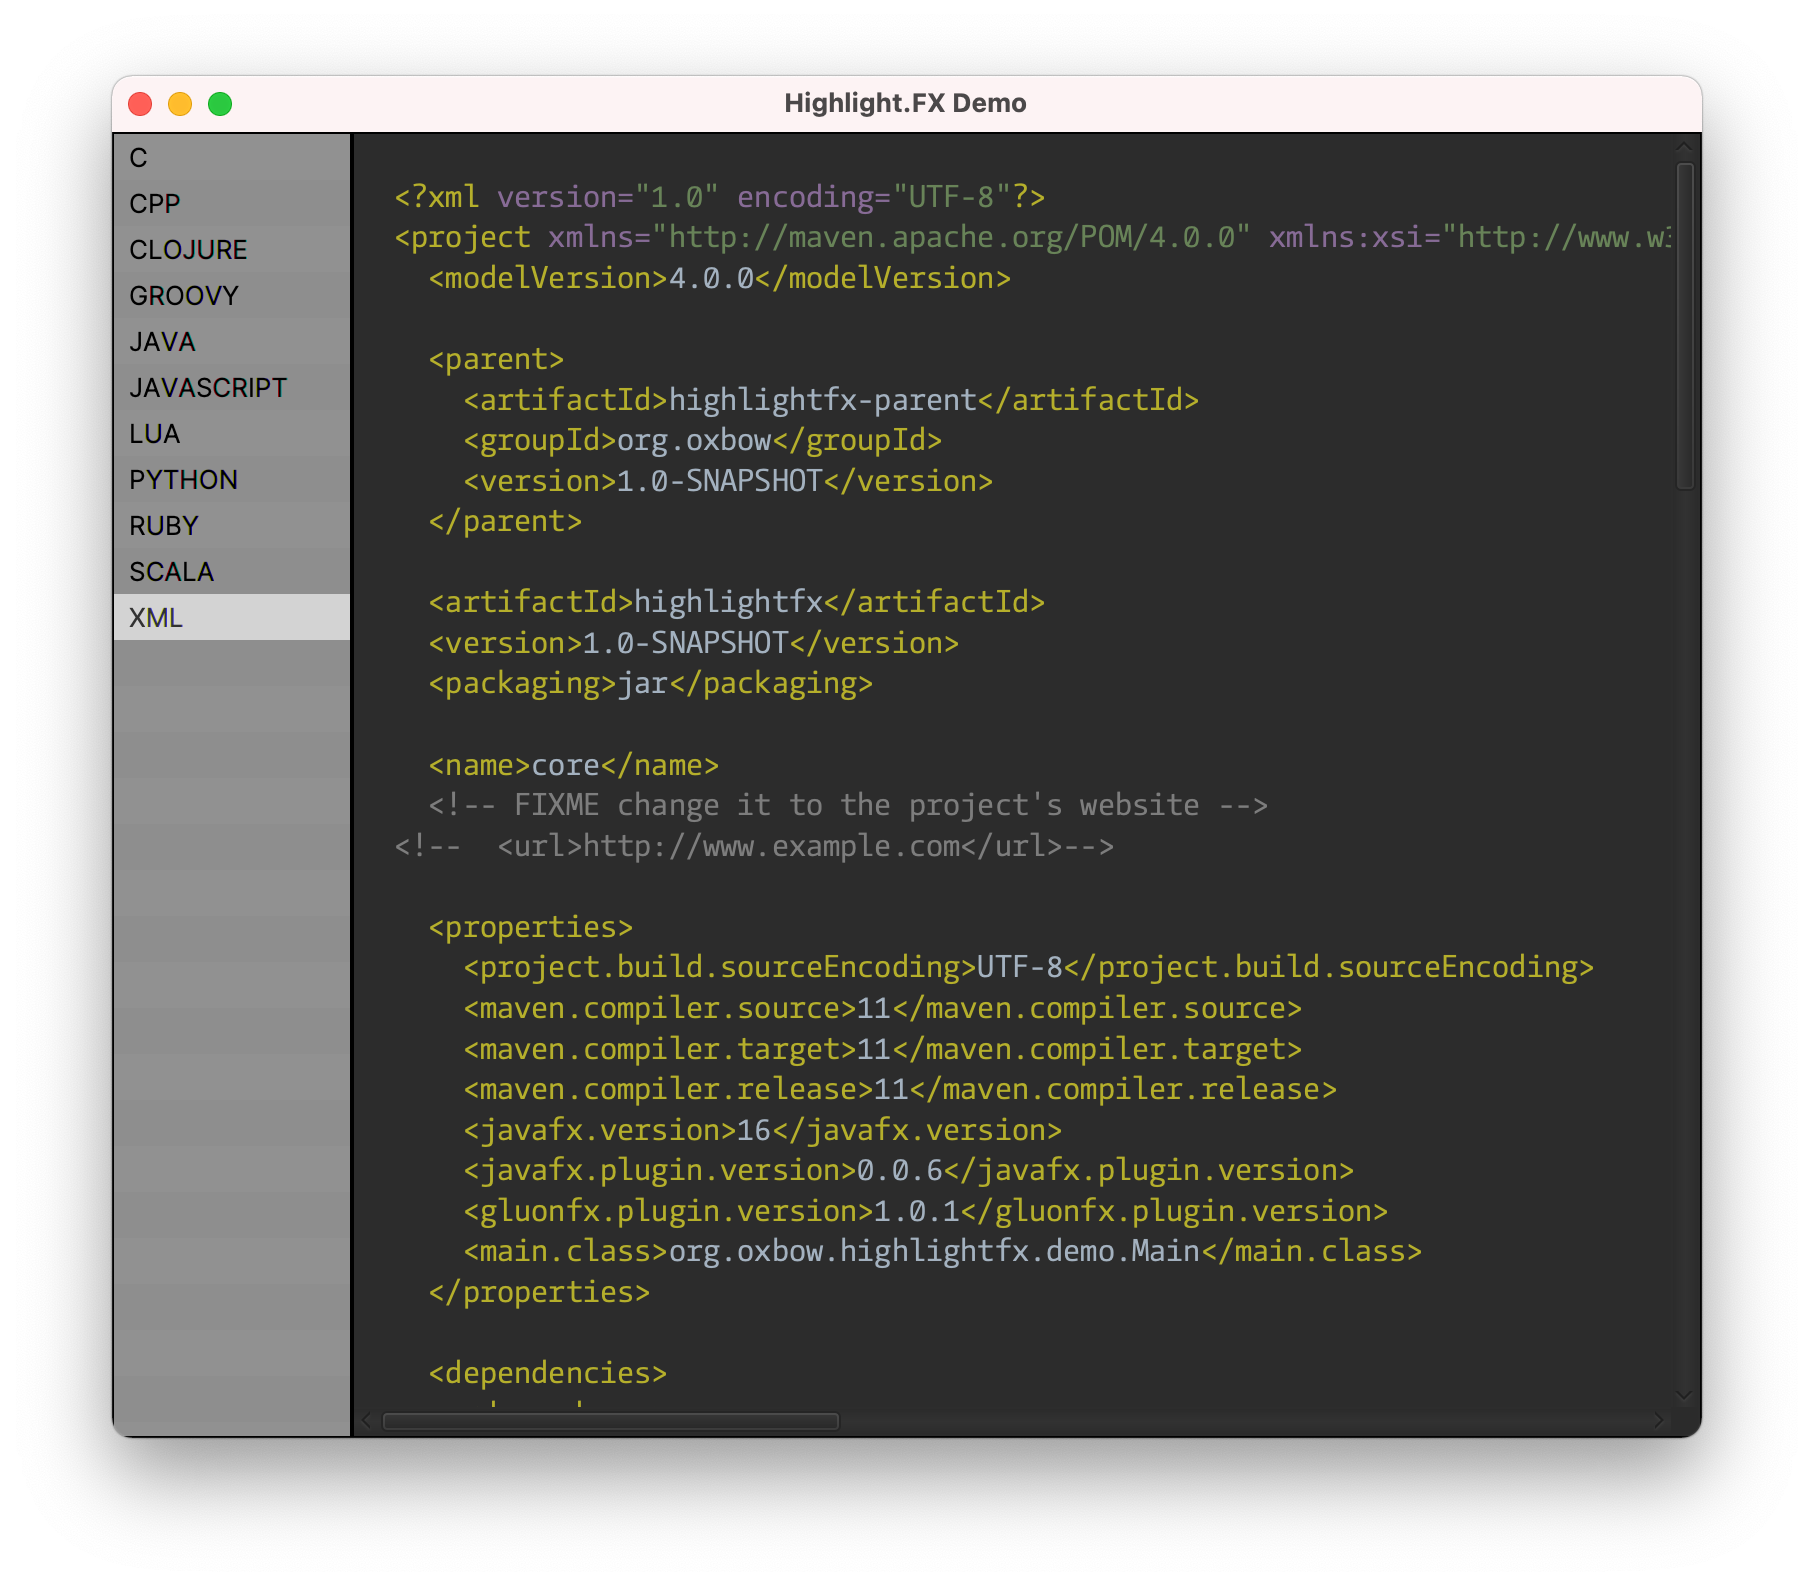 Highlight.FX Demo
C
CPP
CLOJURE
GROOVY
JAVA
JAVASCRIPT
LUA
PYTHON
RUBY
SCALA
XML
<?xml version="1.0" encoding="UTF-8"?>
<project xmlns="http://maven.apache.org/POM/4.0.0" xmlns:xsi="http://www.w3
  <modelVersion>4.0.0</modelVersion>
  <parent>
    <artifactId>highlightfx-parent</artifactId>
    <groupId>org.oxbow</groupId>
    <version>1.0-SNAPSHOT</version>
  </parent>
  <artifactId>highlightfx</artifactId>
  <version>1.0-SNAPSHOT</version>
  <packaging>jar</packaging>
  <name>core</name>
  <!-- FIXME change it to the project's website -->
<!--  <url>http://www.example.com</url>-->
  <properties>
    <project.build.sourceEncoding>UTF-8</project.build.sourceEncoding>
    <maven.compiler.source>11</maven.compiler.source>
    <maven.compiler.target>11</maven.compiler.target>
    <maven.compiler.release>11</maven.compiler.release>
    <javafx.version>16</javafx.version>
    <javafx.plugin.version>0.0.6</javafx.plugin.version>
    <gluonfx.plugin.version>1.0.1</gluonfx.plugin.version>
    <main.class>org.oxbow.highlightfx.demo.Main</main.class>
  </properties>
  <dependencies>